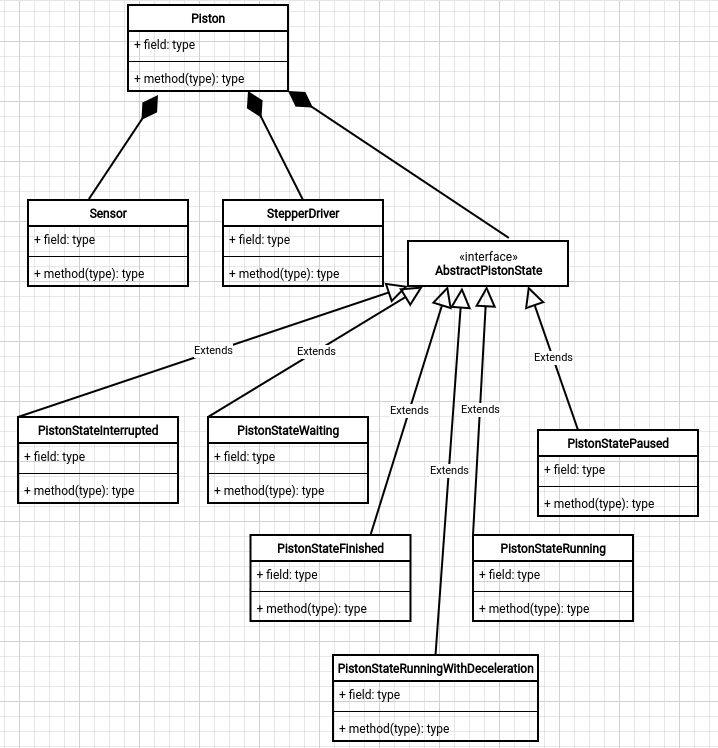 Piston
+ field: type
+ method(type): type
Sensor
+ field: type
+ method(type): type
StepperDriver
+ field: type
+ method(type): type
«interface»
AbstractPistonState
Extends
Extends
Extends
Extends
Extends
Extends
PistonStateInterrupted
+ field: type
+ method(type): type
PistonStateWaiting
+ field: type
+ method(type): type
PistonStatePaused
+ field: type
+ method(type): type
PistonStateFinished
+ field: type
+ method(type): type
PistonStateRunning
+ field: type
+ method(type): type
PistonStateRunningWithDeceleration
+ field: type
+ method(type): type